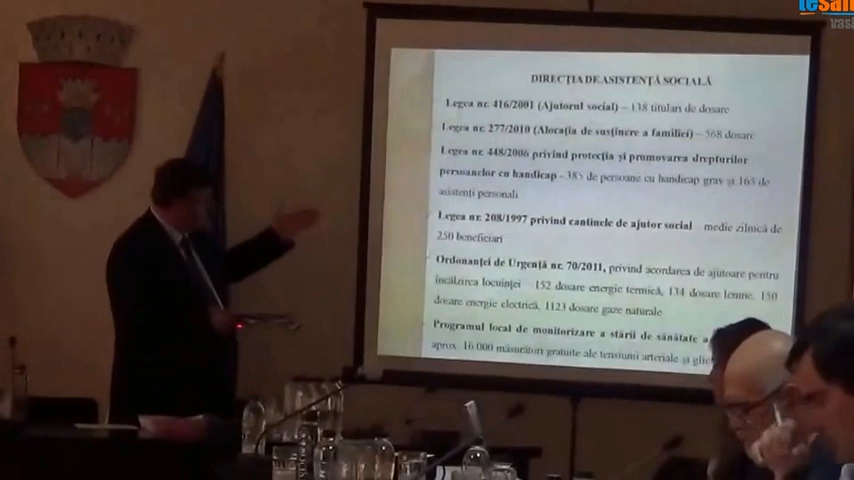 vasl
DIRECȚIA DE ASISTENȚĂ SOCIALĂ
Legea nr. 416/2001 (Ajutorul social) – 138 titulari de dosare
Legea nr. 277/2010 (Alocația de susținere a familiei) – 568 dosare
Legea nr. 448/2006 privind protecția și promovarea drepturilor
persoanelor cu handicap - 385 de persoane cu handicap grav și 165 de
asistenți personali
Legea nr. 208/1997 privind cantinele de ajutor social medie zilnică de
250 beneficiari
Ordonanței de Urgență nr. 70/2011, privind acordarea de ajutoare pentru
încălzirea locuinței 152 dosare energie termică, 134 dosare lemne, 150
dosare energie electrică, 1123 dosare gaze naturale
Programul local de monitorizare a stării de sănătate
aprox. 16 000 măsurători gratuite ale tensiunii arteriale și glic